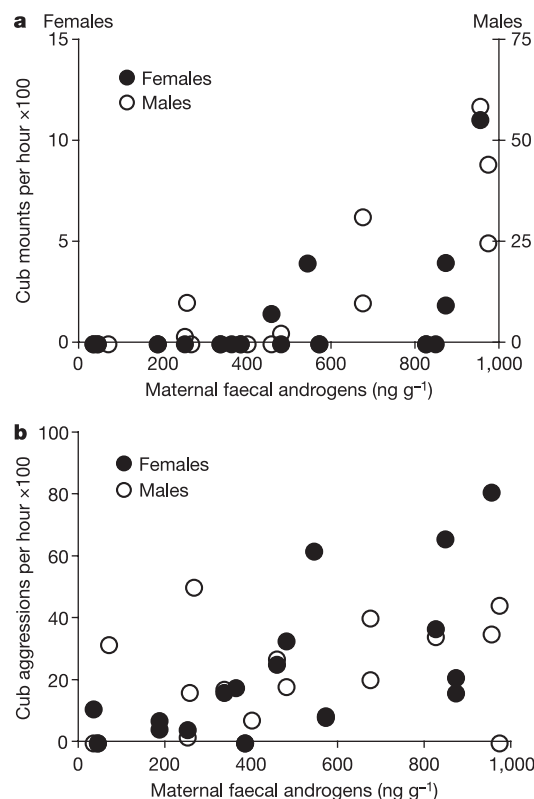 a Females Males
15 75
Females
Males
10 50
5 25
0 0
0 200 400 600 800 1,000
Cub mounts per hour ×100
Maternal faecal androgens (ng g⁻¹)
b
100
Females
Males
80
60
40
20
0
0 200 400 600 800 1,000
Cub aggressions per hour ×100
Maternal faecal androgens (ng g⁻¹)